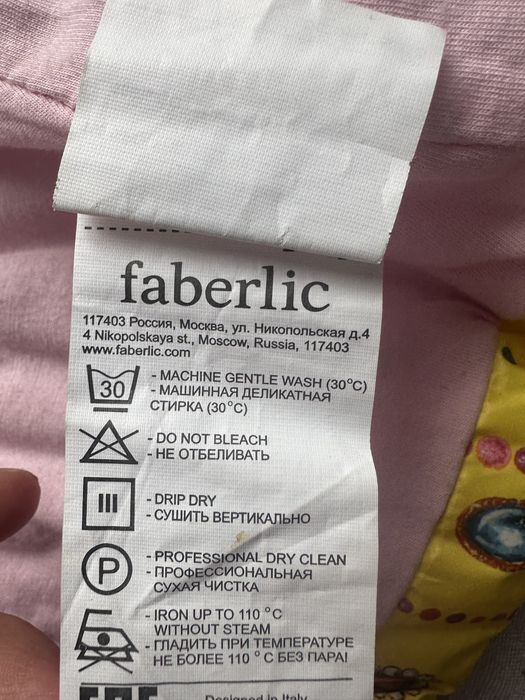 faberlic
117403 Россия, Москва, ул. Никопольская д.4
4 Nikopolskaya st., Moscow, Russia, 117403
www.faberlic.com
30
- MACHINE GENTLE WASH (30°C)
- МАШИННАЯ ДЕЛИКАТНАЯ
СТИРКА (30°C)
- DO NOT BLEACH
- НЕ ОТБЕЛИВАТЬ
- DRIP DRY
- СУШИТЬ ВЕРТИКАЛЬНО
P
- PROFESSIONAL DRY CLEAN
- ПРОФЕССИОНАЛЬНАЯ
СУХАЯ ЧИСТКА
- IRON UP TO 110 °C
WITHOUT STEAM
- ГЛАДИТЬ ПРИ ТЕМПЕРАТУРЕ
НЕ БОЛЕЕ 110 °C БЕЗ ПАРА!
Designed in Italy